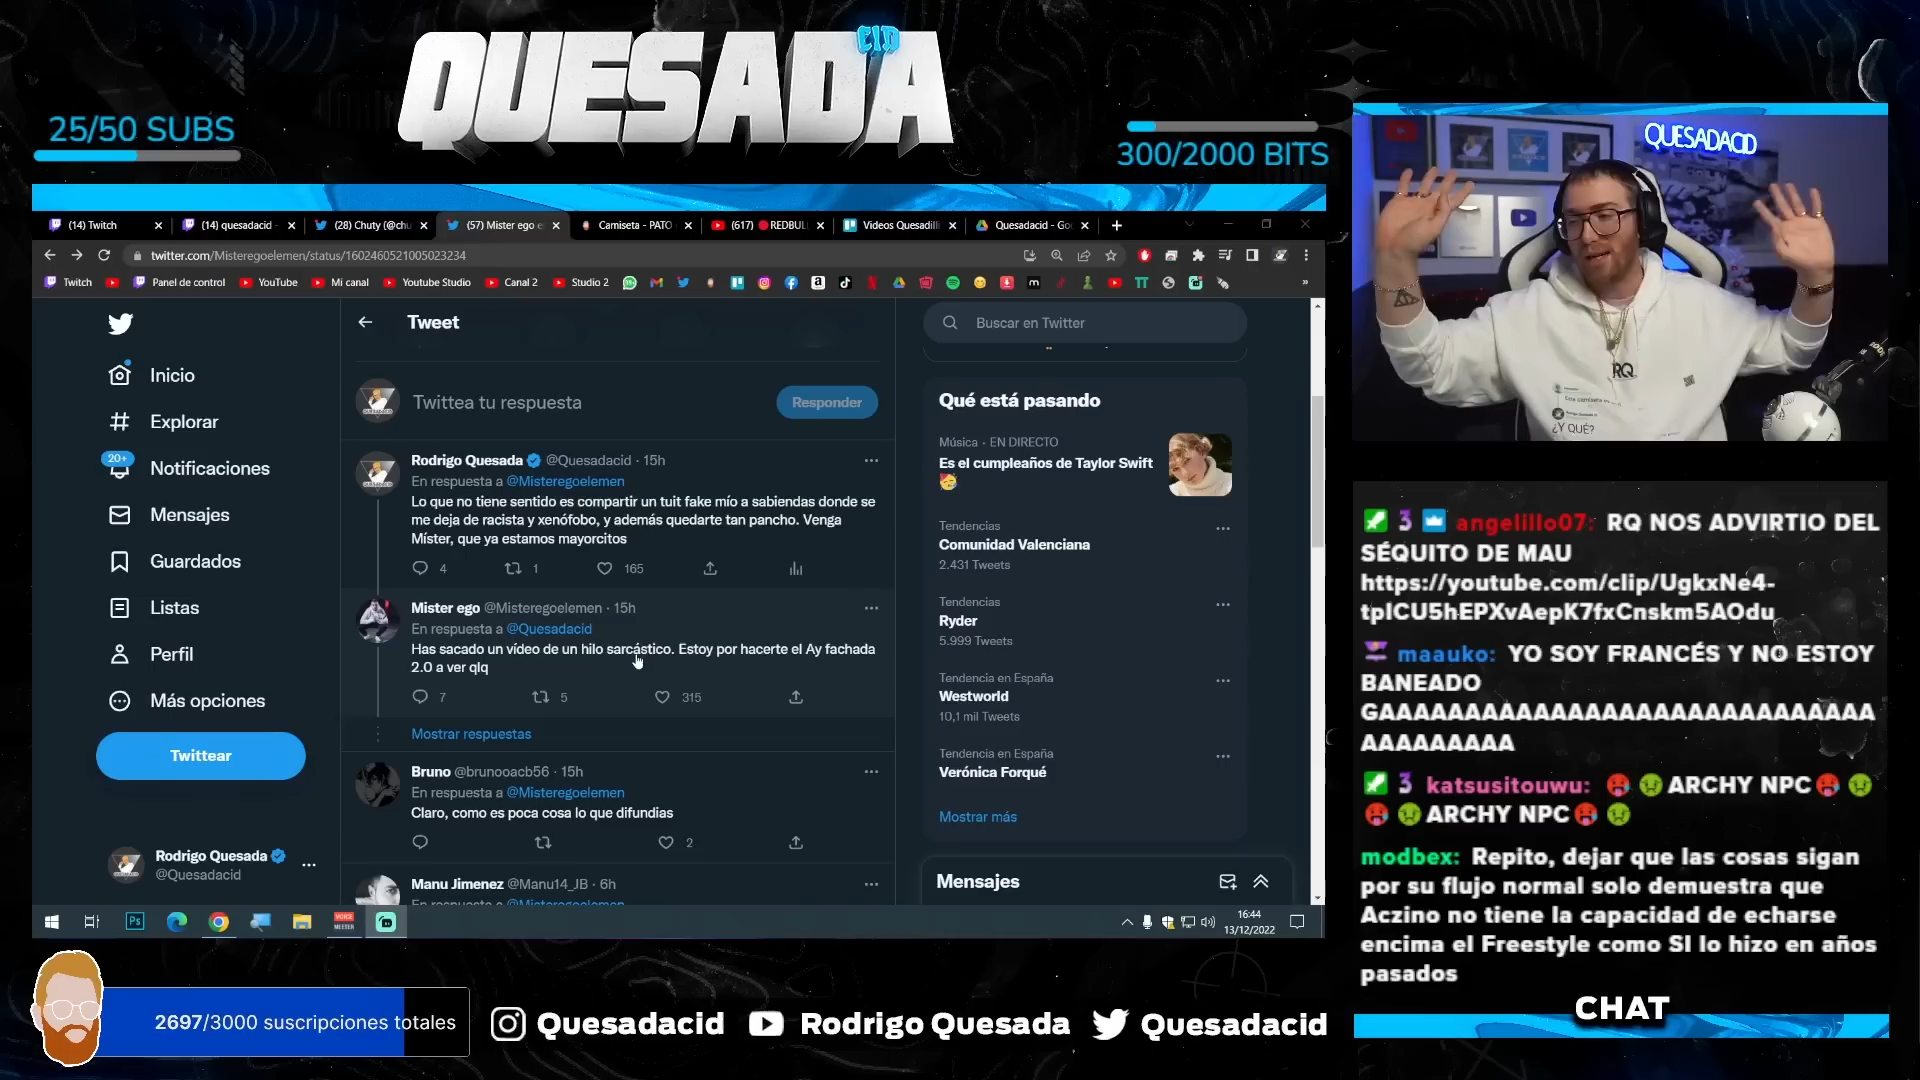 QUESADA
CID
25/50 SUBS
300/2000 BITS
QUESADACID
(14) Twitch
(14) quesadacid -
(28) Chuty (@chu
(57) Mister ego e
Camiseta - PATO
(617) REDBUL
Videos Quesadill
Quesadacid - Go
twitter.com/Misteregoelemen/status/1602460521005023234
Twitch
Panel de control
YouTube
Mi canal
Youtube Studio
Canal 2
Studio 2
Inicio
Explorar
20+
Notificaciones
Mensajes
Guardados
Listas
Perfil
Más opciones
Twittear
Rodrigo Quesada
@Quesadacid
Tweet
Twittea tu respuesta
Responder
Rodrigo Quesada @Quesadacid · 15h
En respuesta a @Misteregoelemen
Lo que no tiene sentido es compartir un tuit fake mío a sabiendas donde se
me deja de racista y xenófobo, y además quedarte tan pancho. Venga
Míster, que ya estamos mayorcitos
4 1 165
Mister ego @Misteregoelemen · 15h
En respuesta a @Quesadacid
Has sacado un vídeo de un hilo sarcástico. Estoy por hacerte el Ay fachada
2.0 a ver qlq
7 5 315
Mostrar respuestas
Bruno @brunooacb56 · 15h
En respuesta a @Misteregoelemen
Claro, como es poca cosa lo que difundias
2
Manu Jimenez @Manu14_JB · 6h
En respuesta a @Misteregoelemen
Buscar en Twitter
Qué está pasando
Música · EN DIRECTO
Es el cumpleaños de Taylor Swift
Tendencias
Comunidad Valenciana
2.431 Tweets
Tendencias
Ryder
5.999 Tweets
Tendencia en España
Westworld
10,1 mil Tweets
Tendencia en España
Verónica Forqué
Mostrar más
Mensajes
Ps
VOICE
MEETER
16:44
13/12/2022
RQ
¿Y QUÉ?
3 angelillo07: RQ NOS ADVIRTIO DEL
SÉQUITO DE MAU
https://youtube.com/clip/UgkxNe4-
tpICU5hEPXvAepK7fxCnskm5AOdu
maauko: YO SOY FRANCÉS Y NO ESTOY
BANEADO
GAAAAAAAAAAAAAAAAAAAAAAAAAAAA
AAAAAAAAA
3 katsusitouwu: ARCHY NPC
ARCHY NPC
modbex: Repito, dejar que las cosas sigan
por su flujo normal solo demuestra que
Aczino no tiene la capacidad de echarse
encima el Freestyle como SI lo hizo en años
pasados
CHAT
2697/3000 suscripciones totales
Quesadacid
Rodrigo Quesada
Quesadacid